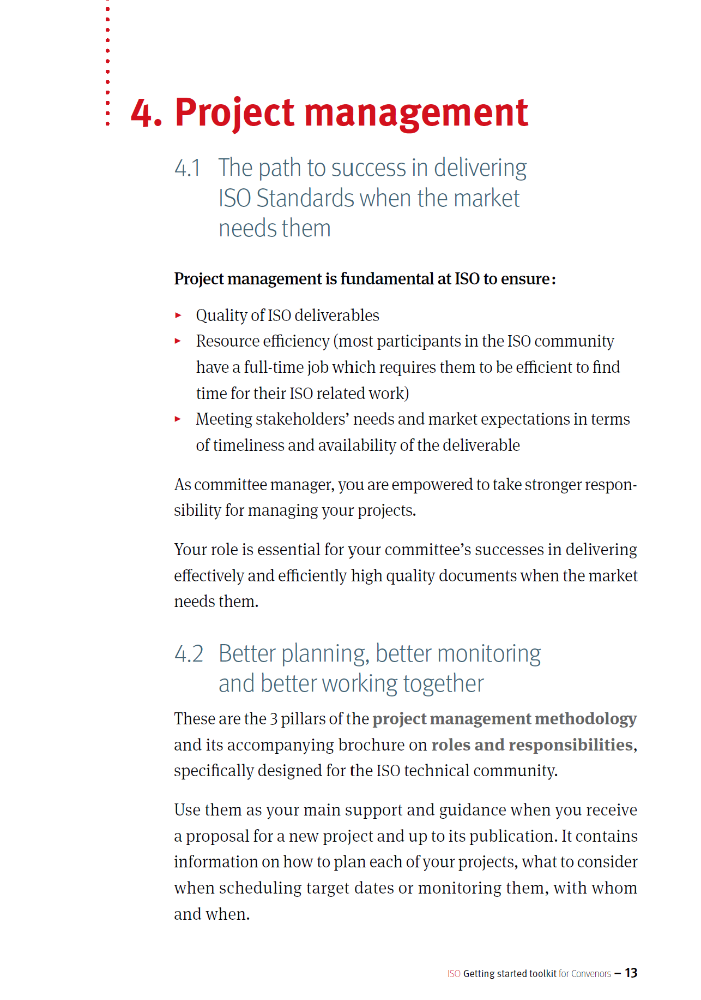 4. Project management
4.1 The path to success in delivering
ISO Standards when the market
needs them
Project management is fundamental at ISO to ensure :
▸ Quality of ISO deliverables
▸ Resource efficiency (most participants in the ISO community
have a full-time job which requires them to be efficient to find
time for their ISO related work)
▸ Meeting stakeholders’ needs and market expectations in terms
of timeliness and availability of the deliverable
As committee manager, you are empowered to take stronger respon-
sibility for managing your projects.
Your role is essential for your committee’s successes in delivering
effectively and efficiently high quality documents when the market
needs them.
4.2 Better planning, better monitoring
and better working together
These are the 3 pillars of the project management methodology
and its accompanying brochure on roles and responsibilities,
specifically designed for the ISO technical community.
Use them as your main support and guidance when you receive
a proposal for a new project and up to its publication. It contains
information on how to plan each of your projects, what to consider
when scheduling target dates or monitoring them, with whom
and when.
ISO Getting started toolkit for Convenors – 13